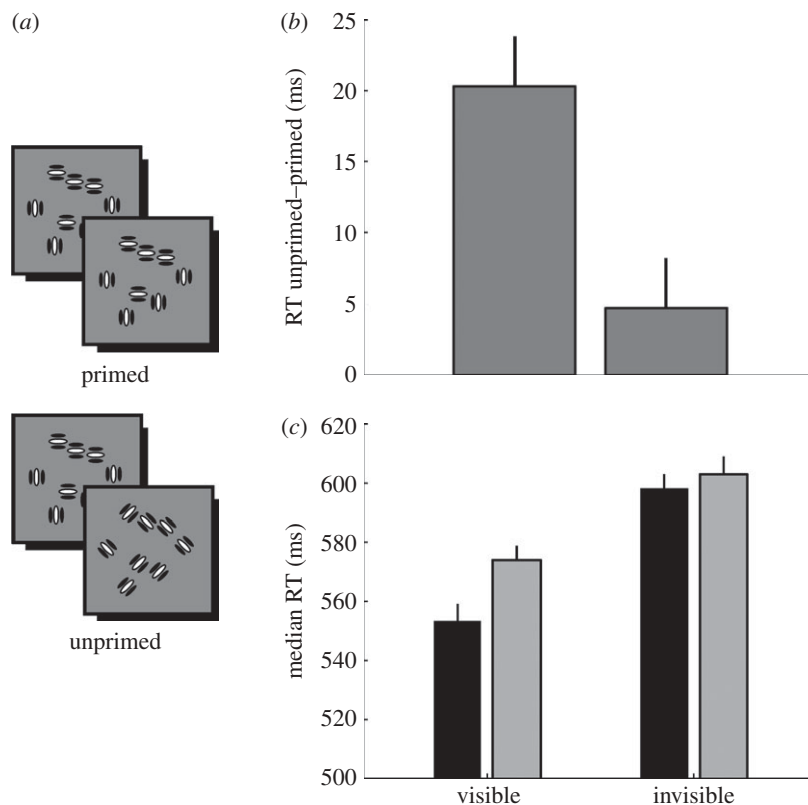 (a)
primed
unprimed
(b)
RT unprimed–primed (ms)
25
20
15
10
5
0
(c)
median RT (ms)
620
600
580
560
540
520
500
visible invisible